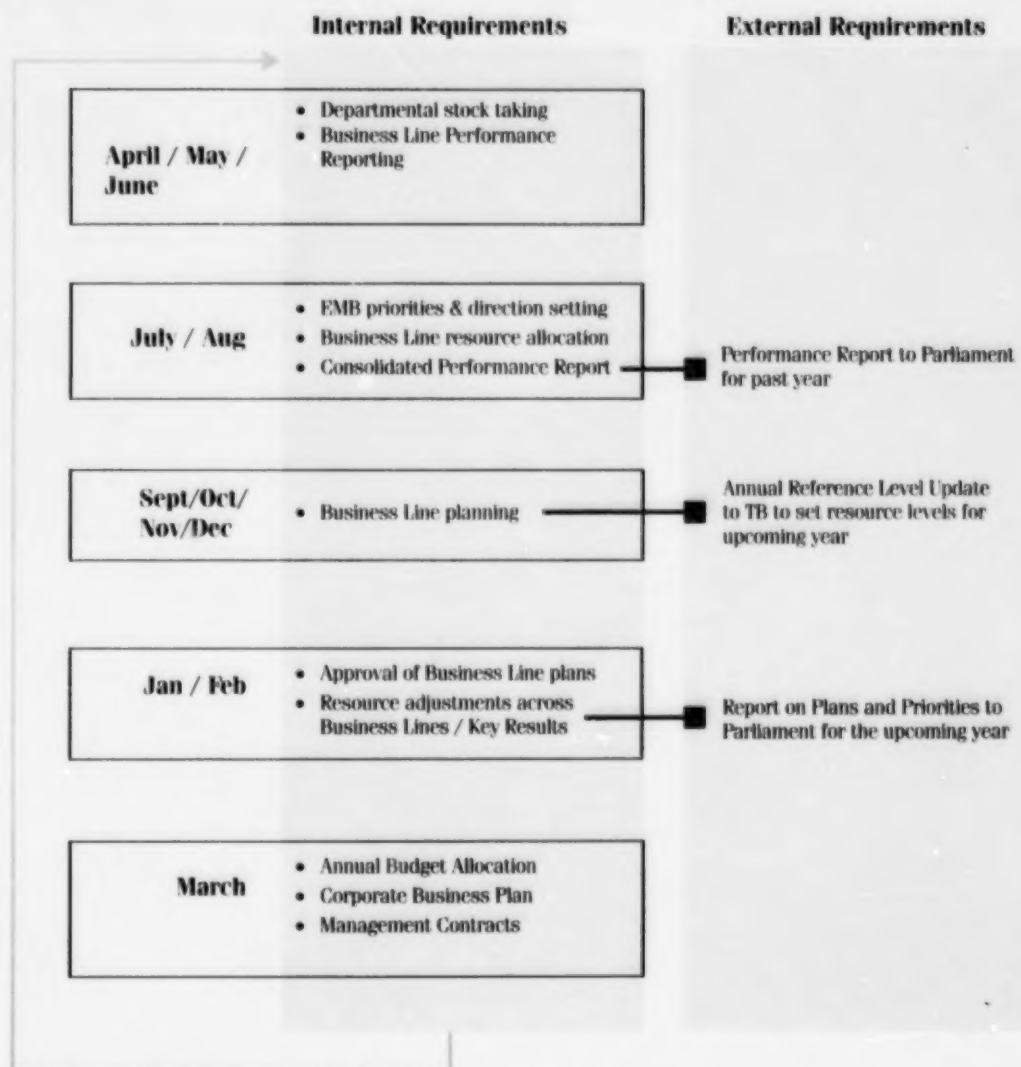 Internal Requirements
External Requirements
April / May /
June
• Departmental stock taking
• Business Line Performance
Reporting
July / Aug
• EMB priorities & direction setting
• Business Line resource allocation
• Consolidated Performance Report
Performance Report to Parliament
for past year
Sept/Oct/
Nov/Dec
• Business Line planning
Annual Reference Level Update
to TB to set resource levels for
upcoming year
Jan / Feb
• Approval of Business Line plans
• Resource adjustments across
Business Lines / Key Results
Report on Plans and Priorities to
Parliament for the upcoming year
March
• Annual Budget Allocation
• Corporate Business Plan
• Management Contracts